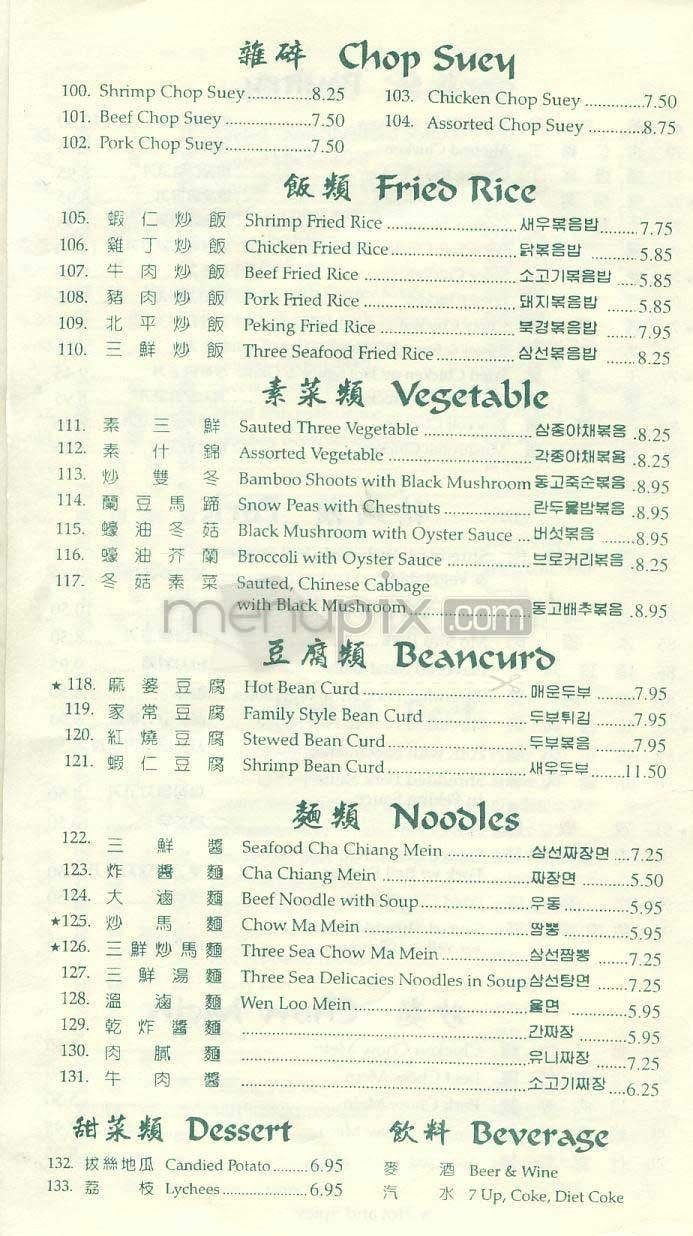 雜碎 Chop Suey
100. Shrimp Chop Suey..............8.25
103. Chicken Chop Suey .............7.50
101. Beef Chop Suey ...................7.50
104. Assorted Chop Suey ............8.75
102. Pork Chop Suey...................7.50
飯類 Fried Rice
105. 蝦仁炒飯 Shrimp Fried Rice ............................ 새우볶음밥.........7.75
106. 雞丁炒飯 Chicken Fried Rice........................... 닭볶음밥 ...........5.85
107. 牛肉炒飯 Beef Fried Rice ................................ 소고기볶음밥 .....5.85
108. 豬肉炒飯 Pork Fried Rice ................................ 돼지볶음밥 .......5.85
109. 北平炒飯 Peking Fried Rice ............................. 북경볶음밥 .......7.95
110. 三鮮炒飯 Three Seafood Fried Rice................. 삼선볶음밥 .......8.25
素菜類 Vegetable
111. 素三鮮 Sauted Three Vegetable ........................ 삼종야채볶음 .8.25
112. 素什錦 Assorted Vegetable ................................ 각종야채볶음 .8.25
113. 炒雙冬 Bamboo Shoots with Black Mushroom 동고죽순볶음 .8.95
114. 蘭豆馬蹄 Snow Peas with Chestnuts ................... 란두물밤볶음 .8.95
115. 蠔油冬菇 Black Mushroom with Oyster Sauce ... 버섯볶음 .........8.95
116. 蠔油芥蘭 Broccoli with Oyster Sauce .................. 브로커리볶음 .8.25
117. 冬菇素菜 Sauted, Chinese Cabbage
with Black Mushroom......................... 동고배추볶음 .8.95
menupix.com
豆腐類 Beancurd
★ 118. 麻婆豆腐 Hot Bean Curd ................................... 매운두부 .........7.95
119. 家常豆腐 Family Style Bean Curd ..................... 두부튀김 .........7.95
120. 紅燒豆腐 Stewed Bean Curd ............................. 두부볶음 .........7.95
121. 蝦仁豆腐 Shrimp Bean Curd............................. 새우두부.........11.50
麵類 Noodles
122. 三鮮醬 Seafood Cha Chiang Mein .................. 삼선짜장면 ....7.25
123. 炸醬麵 Cha Chiang Mein ............................... 짜장면 ............5.50
124. 大滷麵 Beef Noodle with Soup....................... 우동 ................5.95
★125. 炒馬麵 Chow Ma Mein ................................... 짬뽕 ................5.95
★126. 三鮮炒馬麵 Three Sea Chow Ma Mein ................... 삼선짬뽕 ........7.25
127. 三鮮湯麵 Three Sea Delicacies Noodles in Soup 삼선탕면 ........7.25
128. 溫滷麵 Wen Loo Mein................................... 울면 ................5.95
129. 乾炸醬麵 ........................................................ 간짜장 ............5.95
130. 肉膩麵 ........................................................ 유니짜장 .........7.25
131. 牛肉醬 ........................................................ 소고기짜장 ...6.25
甜菜類 Dessert
飲料 Beverage
132. 拔絲地瓜 Candied Potato .........6.95
麥酒 Beer & Wine
133. 荔枝 Lychees ......................6.95
汽水 7 Up, Coke, Diet Coke